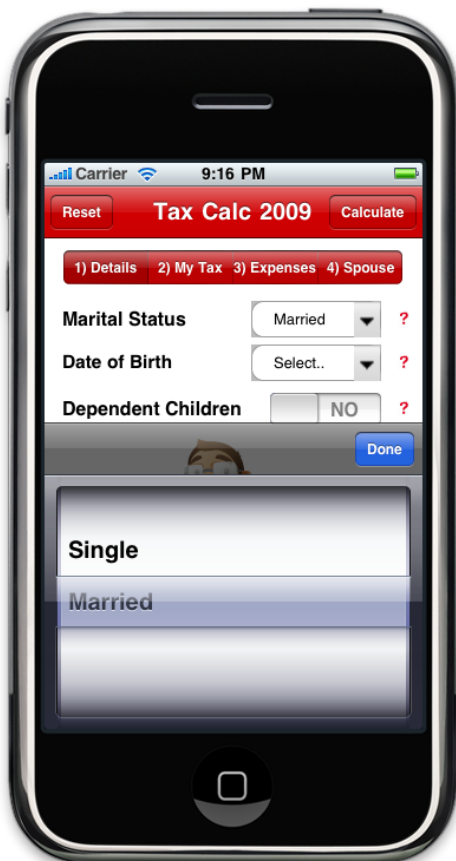 Carrier 9:16 PM
Reset Tax Calc 2009 Calculate
1) Details 2) My Tax 3) Expenses 4) Spouse
Marital Status Married ?
Date of Birth Select.. ?
Dependent Children NO ?
Done
Single
Married